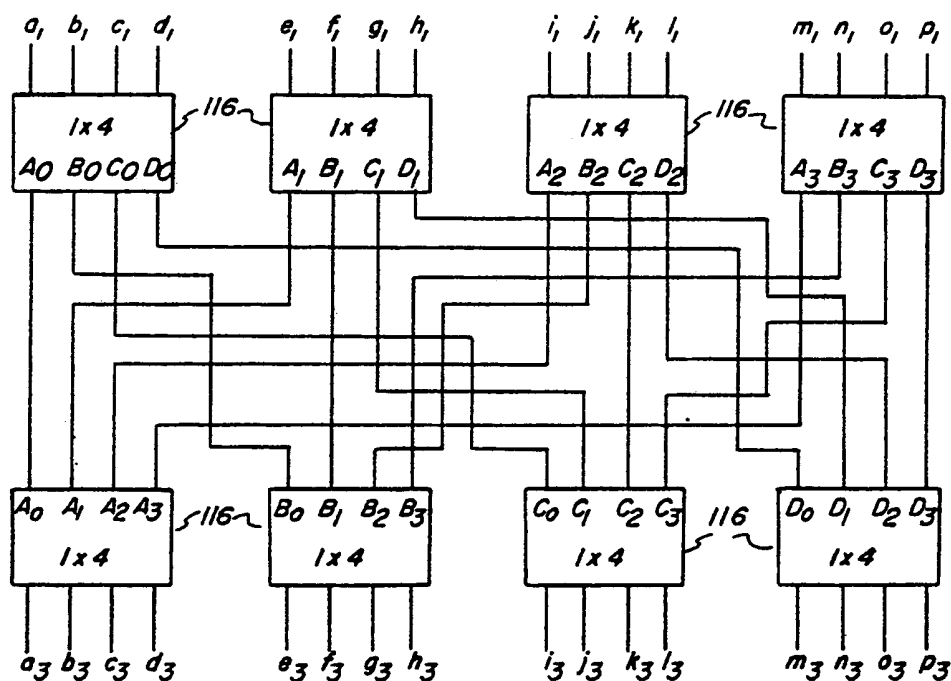 a₁ b₁ c₁ d₁ e₁ f₁ g₁ h₁ i₁ j₁ k₁ l₁ m₁ n₁ o₁ p₁
116 116
1x4 1x4 1x4 1x4
A₀ B₀ C₀ D₀ A₁ B₁ C₁ D₁ A₂ B₂ C₂ D₂ A₃ B₃ C₃ D₃
A₀ A₁ A₂ A₃ B₀ B₁ B₂ B₃ C₀ C₁ C₂ C₃ D₀ D₁ D₂ D₃
116 116
1x4 1x4 1x4 1x4
a₃ b₃ c₃ d₃ e₃ f₃ g₃ h₃ i₃ j₃ k₃ l₃ m₃ n₃ o₃ p₃